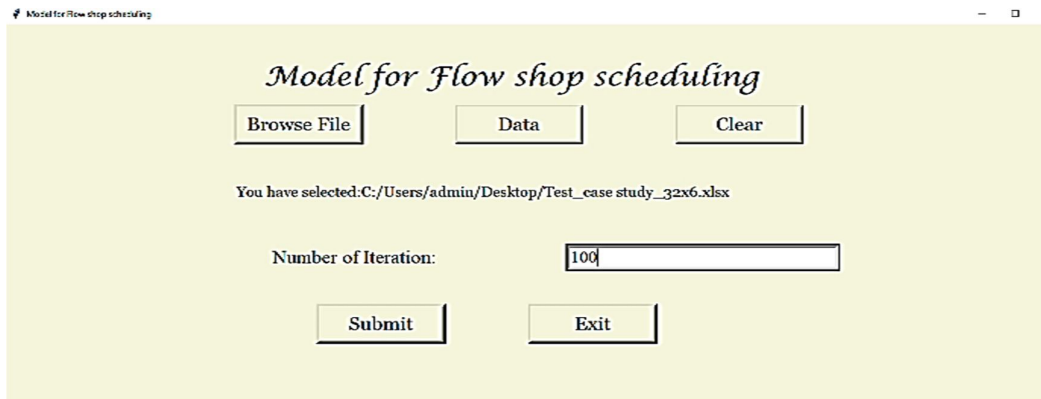 Model for Flow shop scheduling
Model for Flow shop scheduling
Browse File Data Clear
You have selected:C:/Users/admin/Desktop/Test_case study_32x6.xlsx
Number of Iteration: 100
Submit Exit